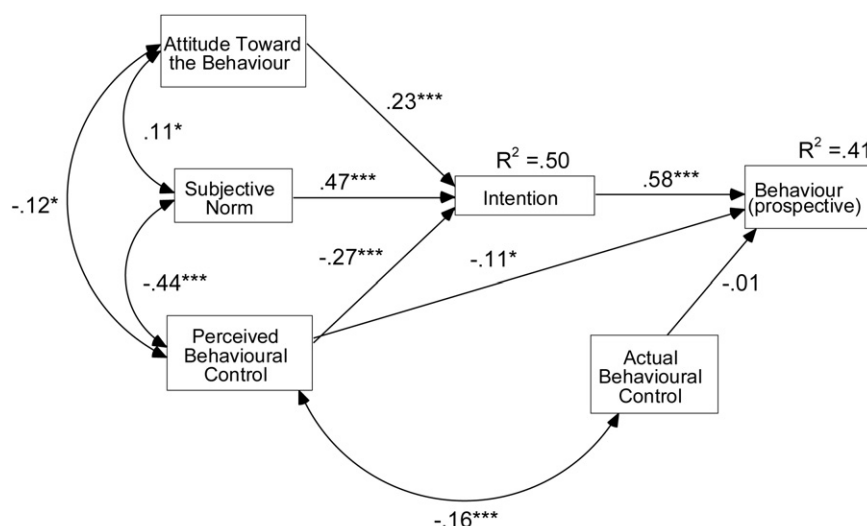 Attitude Toward
the Behaviour
.23***
.11*
R² =.50
R² =.41
Subjective
Norm
.47***
Intention
.58***
Behaviour
(prospective)
-.12*
-.27***
-.11*
-.44***
-.01
Perceived
Behavioural
Control
Actual
Behavioural
Control
-.16***